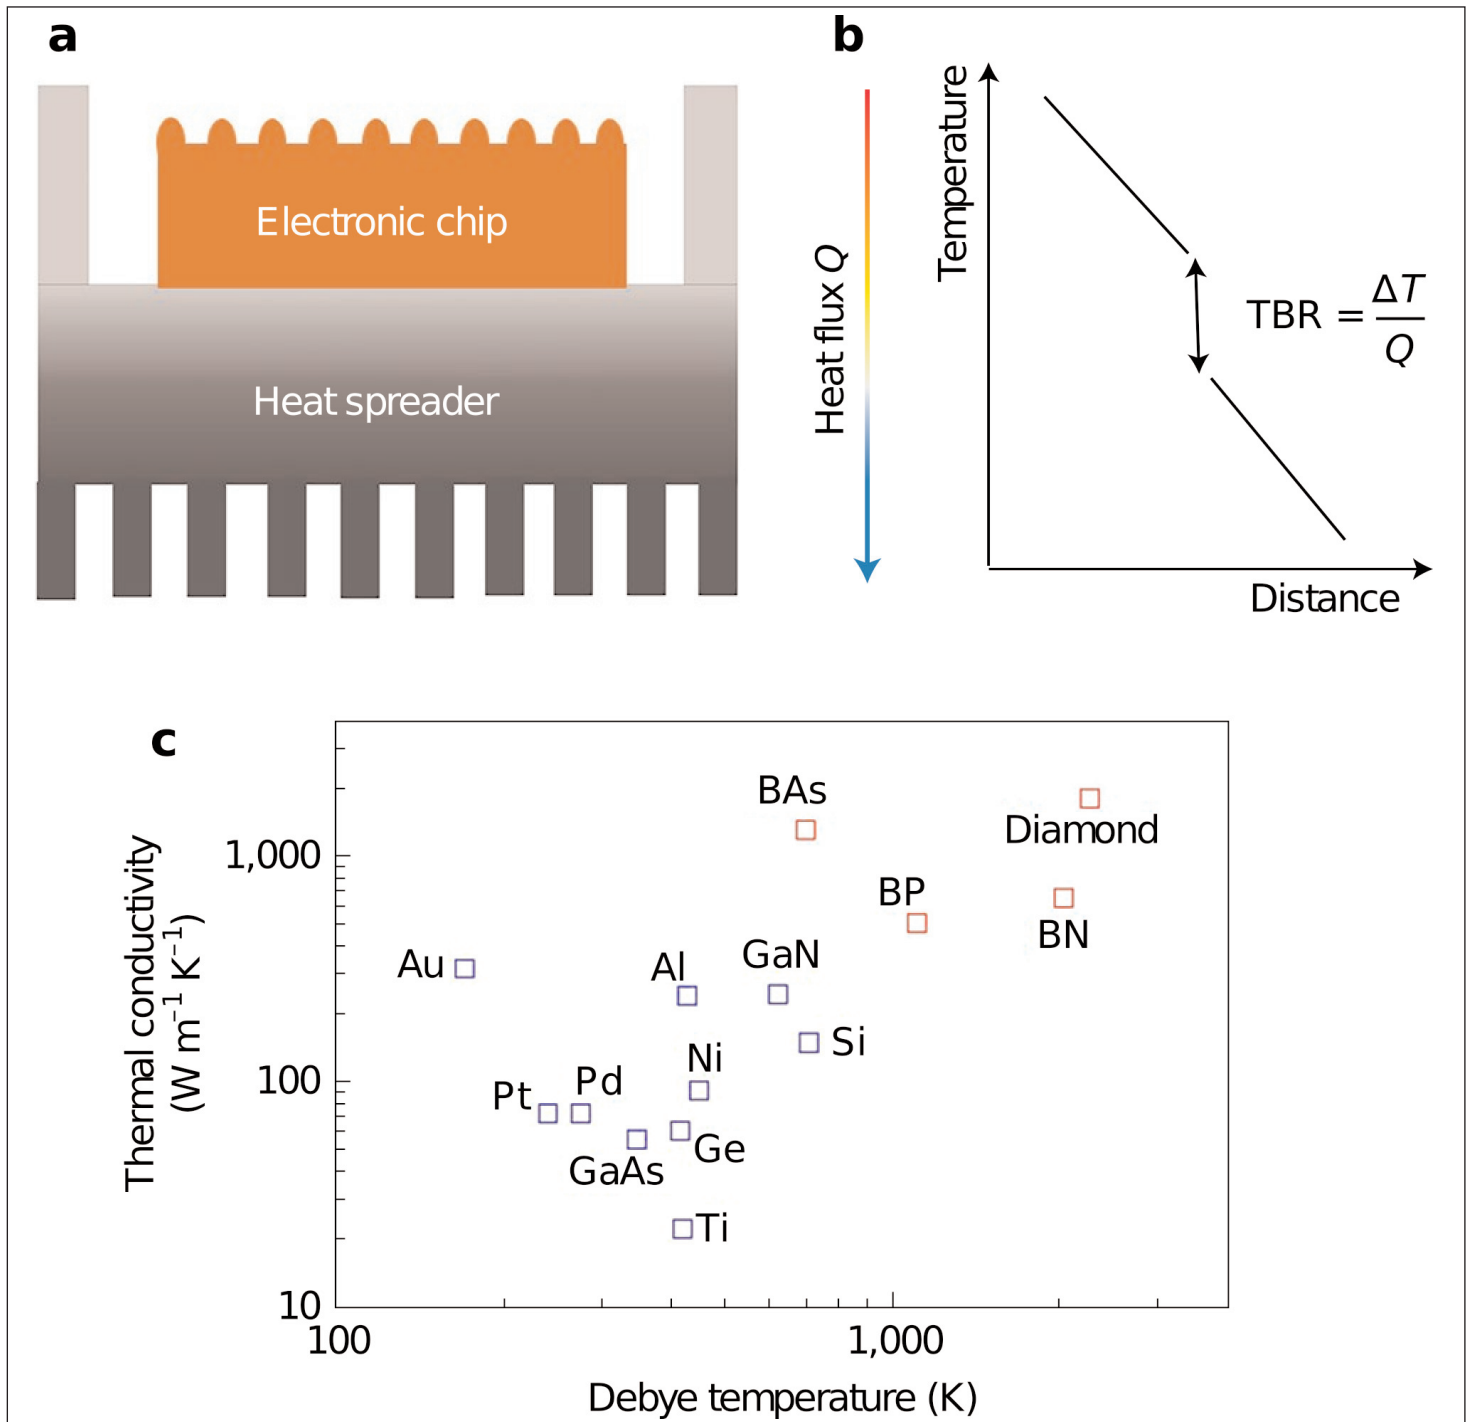 a
Electronic chip
Heat spreader
b
Heat flux Q
Temperature
TBR = ΔT
Q
Distance
c
Thermal conductivity
(W m⁻¹ K⁻¹)
BAs
Diamond
1,000
BP
BN
Au
Al
GaN
Si
Ni
100
Pt
Pd
Ge
GaAs
Ti
10
100
1,000
Debye temperature (K)